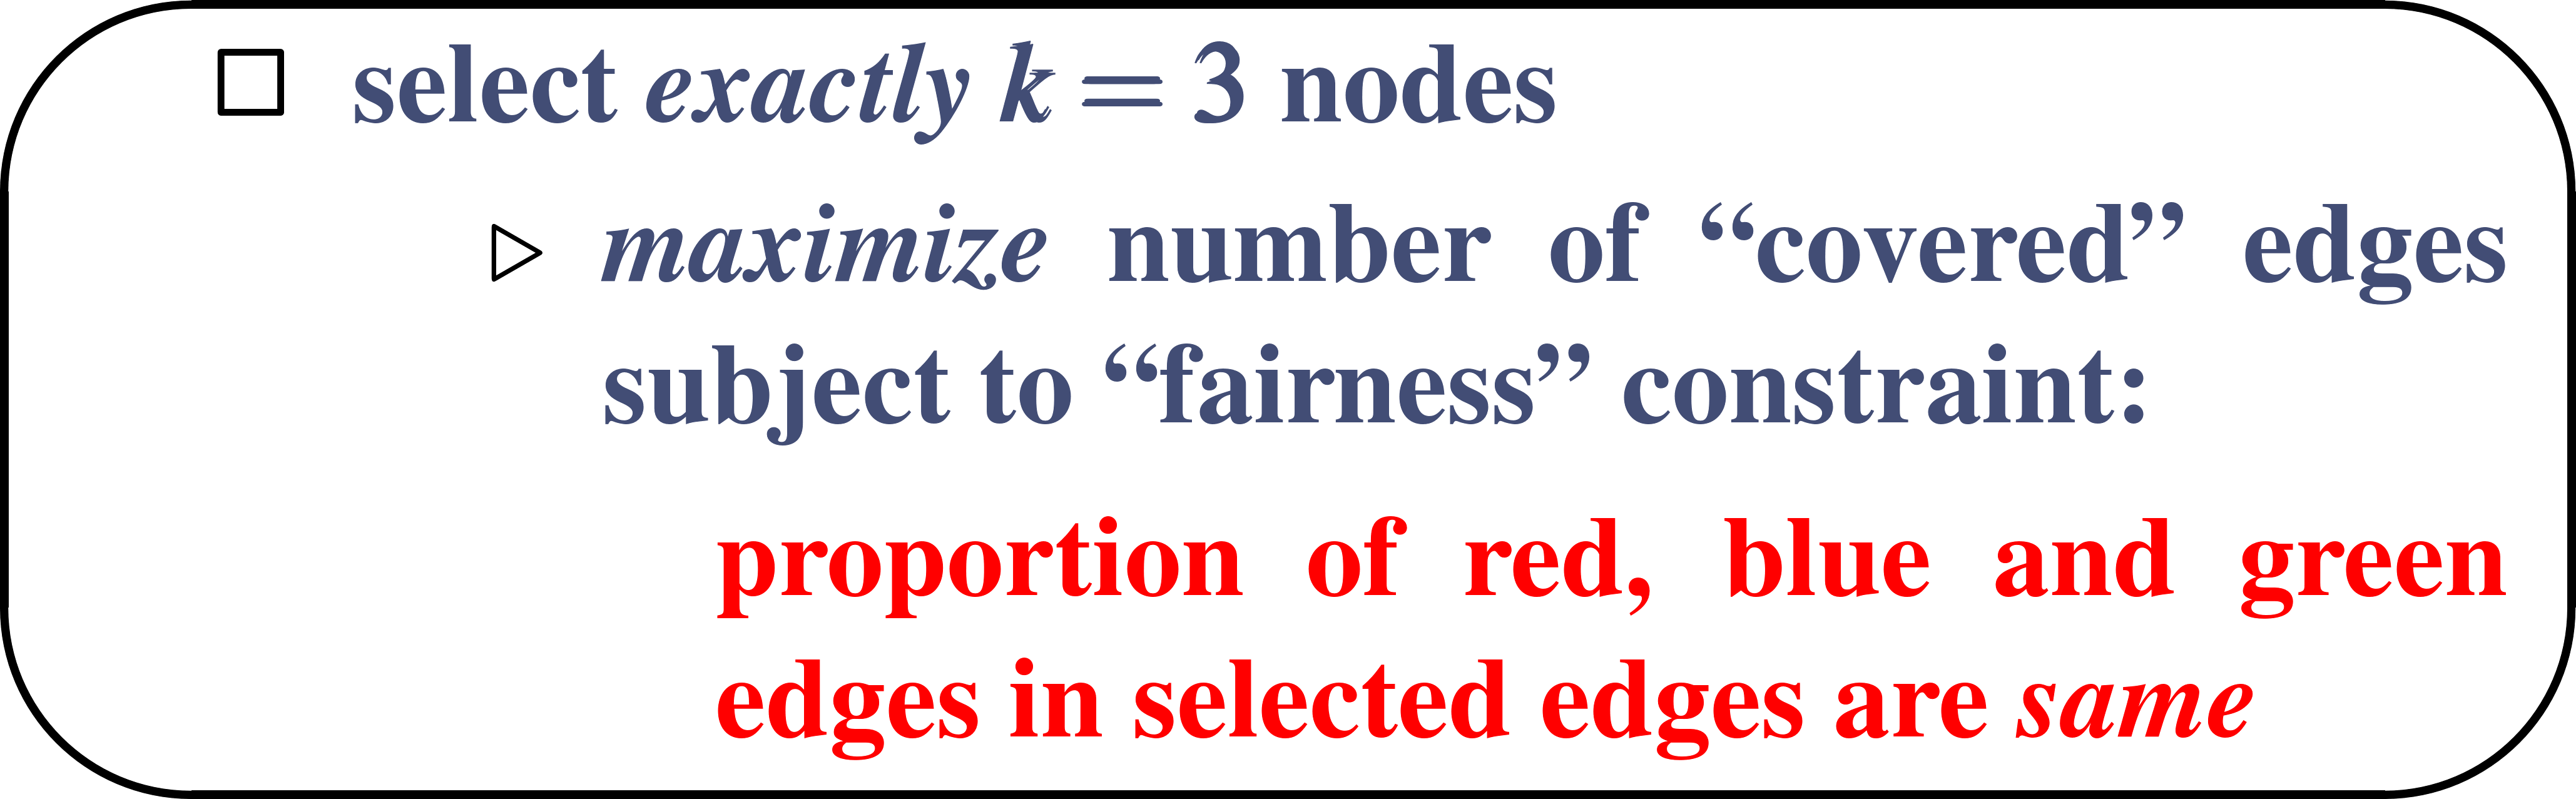 □ select exactly k = 3 nodes
▷ maximize number of “covered” edges
subject to “fairness” constraint:
proportion of red, blue and green
edges in selected edges are same